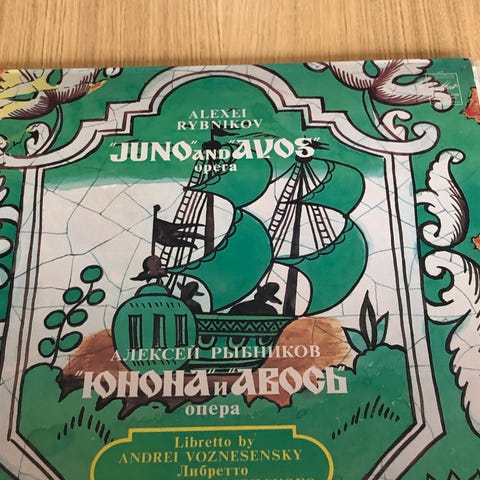 ALEXEI
RYBNIKOV
"JUNO" AND "AVOS"
opera
АЛЕКСЕЙ РЫБНИКОВ
"ЮНОНА" И "АВОСЬ"
опера
Libretto by
ANDREI VOZNESENSKY
Либретто